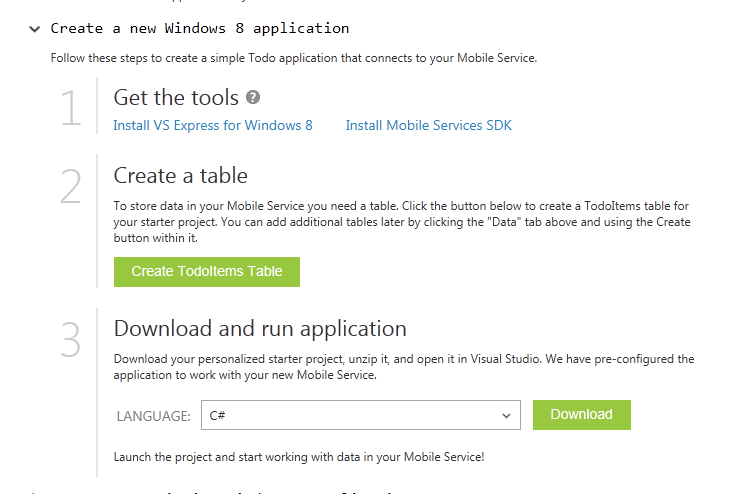 Create a new Windows 8 application
Follow these steps to create a simple Todo application that connects to your Mobile Service.
1
Get the tools ?
Install VS Express for Windows 8 Install Mobile Services SDK
2
Create a table
To store data in your Mobile Service you need a table. Click the button below to create a TodoItems table for
your starter project. You can add additional tables later by clicking the "Data" tab above and using the Create
button within it.
Create TodoItems Table
3
Download and run application
Download your personalized starter project, unzip it, and open it in Visual Studio. We have pre-configured the
application to work with your new Mobile Service.
LANGUAGE: C# Download
Launch the project and start working with data in your Mobile Service!